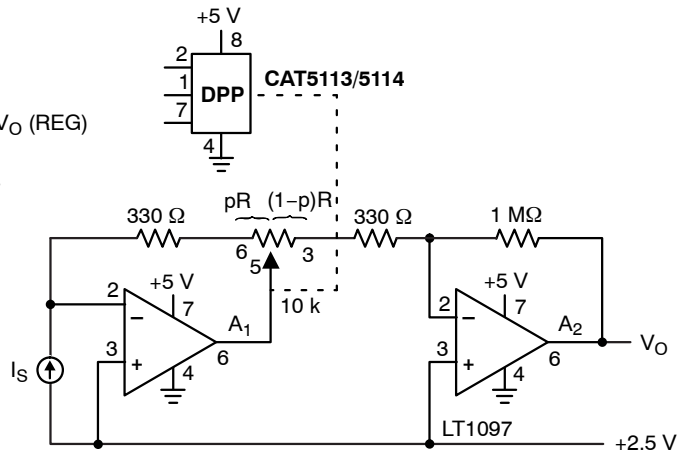 +5 V
8
2
1
7
DPP
4
CAT5113/5114
V_O (REG)
pR (1−p)R
330 Ω
330 Ω
1 MΩ
6
5
3
10 k
2
−
3
+
+5 V
7
4
A₁
6
I_S
2
−
3
+
+5 V
7
4
A₂
6
V_O
LT1097
+2.5 V